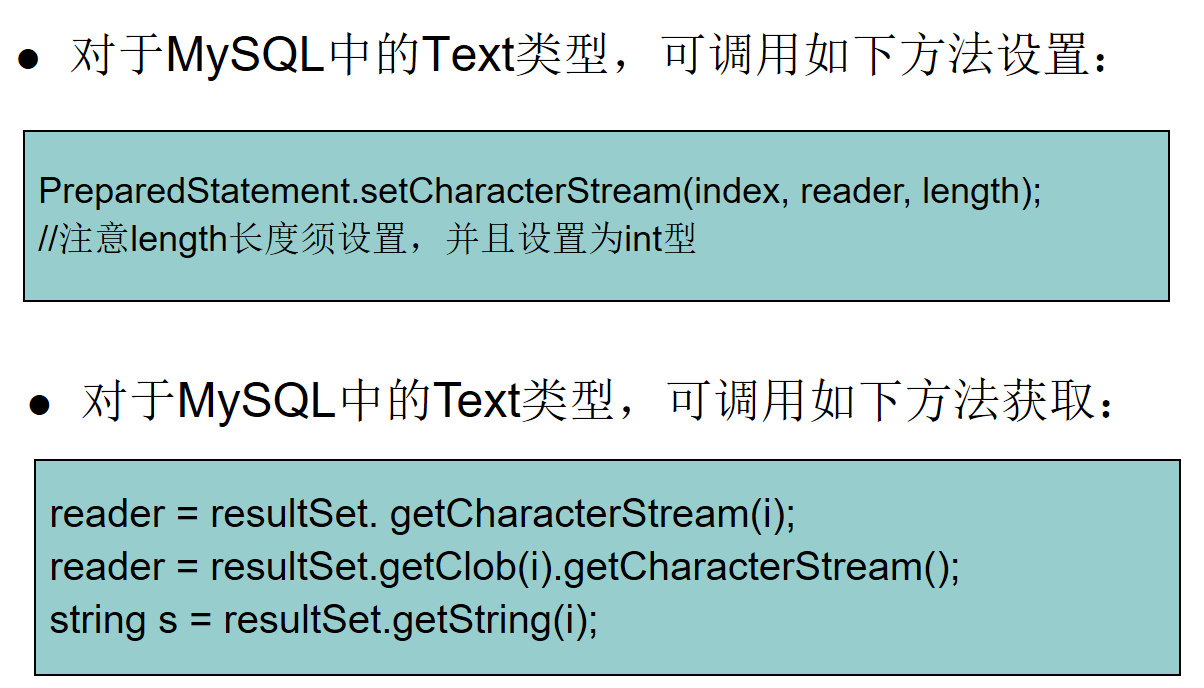 ● 对于MySQL中的Text类型，可调用如下方法设置：
PreparedStatement.setCharacterStream(index, reader, length);
//注意length长度须设置，并且设置为int型
● 对于MySQL中的Text类型，可调用如下方法获取：
reader = resultSet. getCharacterStream(i);
reader = resultSet.getClob(i).getCharacterStream();
string s = resultSet.getString(i);